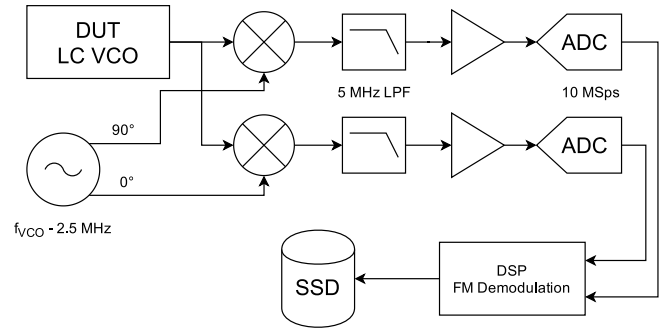 DUT
LC VCO
ADC
5 MHz LPF
10 MSps
90°
0°
ADC
f_VCO - 2.5 MHz
SSD
DSP
FM Demodulation